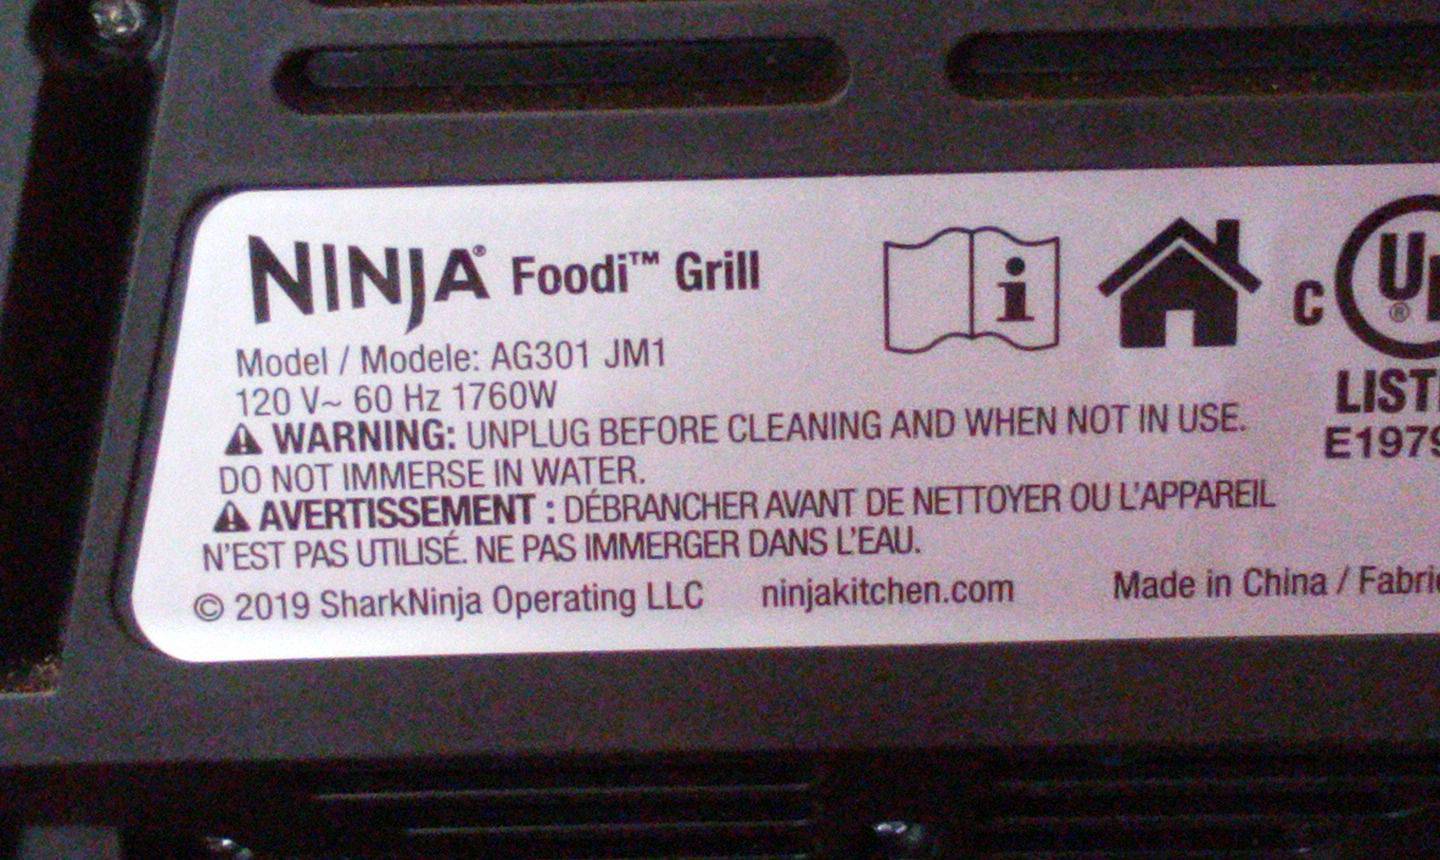 NINJA® Foodi™ Grill
Model / Modele: AG301 JM1
120 V~ 60 Hz 1760W
⚠ WARNING: UNPLUG BEFORE CLEANING AND WHEN NOT IN USE.
DO NOT IMMERSE IN WATER.
⚠ AVERTISSEMENT : DÉBRANCHER AVANT DE NETTOYER OU L'APPAREIL
N'EST PAS UTILISÉ. NE PAS IMMERGER DANS L'EAU.
© 2019 SharkNinja Operating LLC ninjakitchen.com Made in China /
i
C U ®